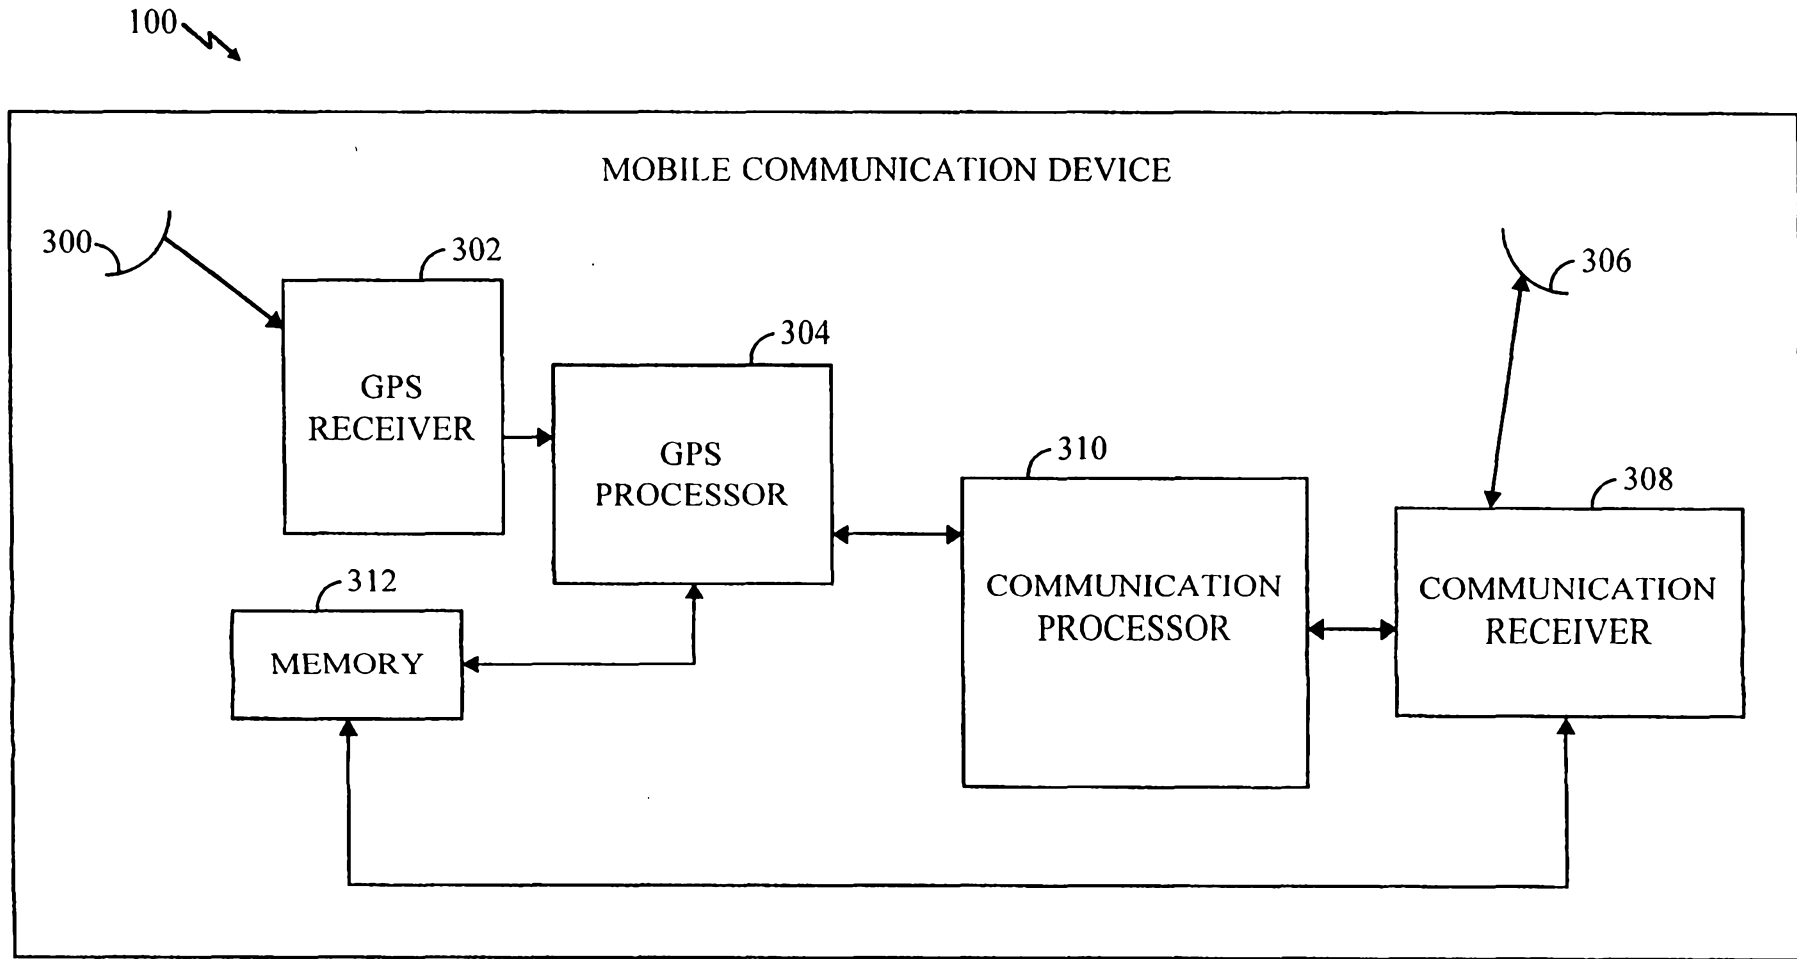 100
MOBILE COMMUNICATION DEVICE
300
302
306
304
GPS
RECEIVER
310
GPS
PROCESSOR
308
312
COMMUNICATION
PROCESSOR
COMMUNICATION
RECEIVER
MEMORY